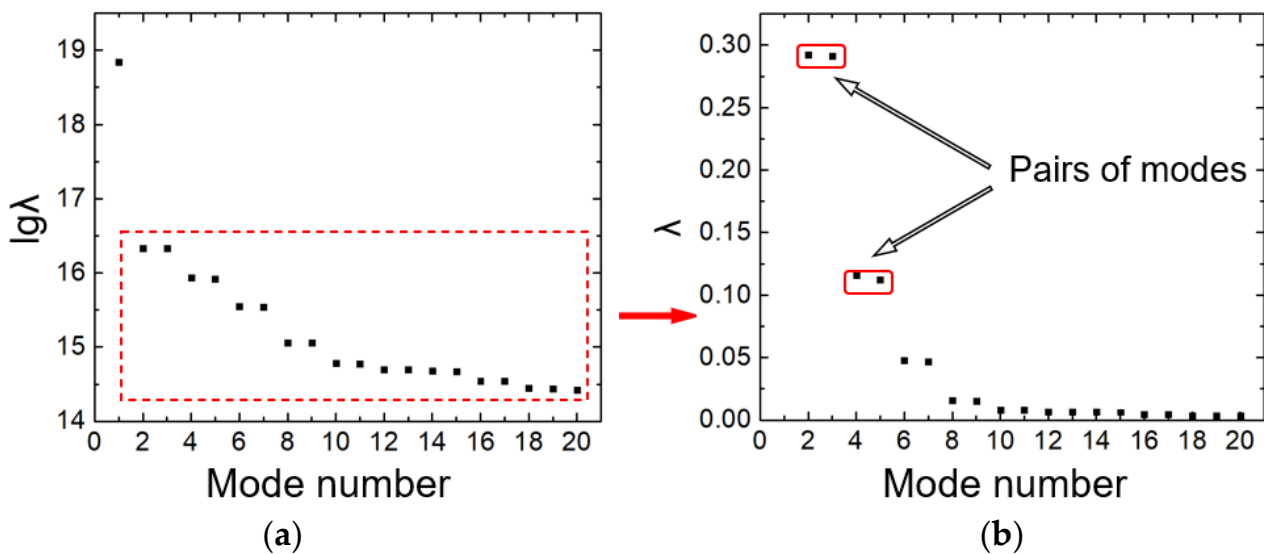 19
18
17
16
15
14
lgλ
0 2 4 6 8 10 12 14 16 18 20
Mode number
(a)
0.30
0.25
0.20
0.15
0.10
0.05
0.00
λ
Pairs of modes
0 2 4 6 8 10 12 14 16 18 20
Mode number
(b)